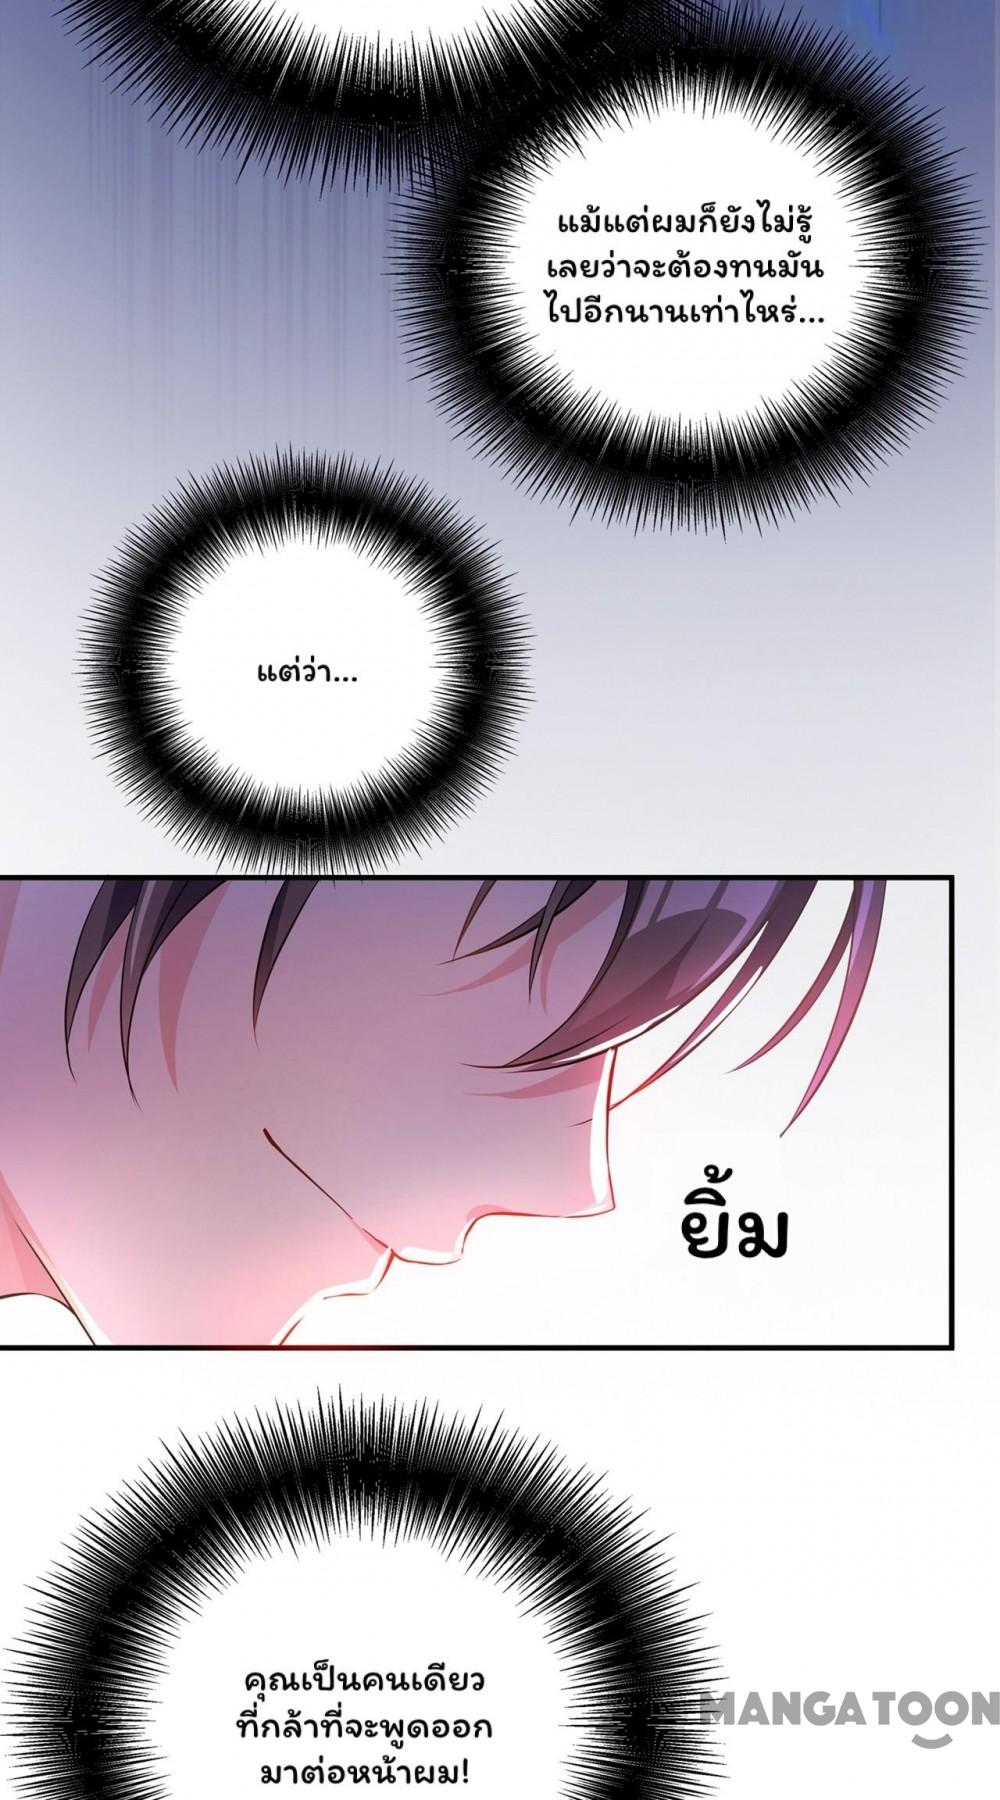 แม้แต่ผมก็ยังไม่รู้
เลยว่าจะต้องทนมัน
ไปอีกนานเท่าไหร่...
แต่ว่า...
ยิ้ม
คุณเป็นคนเดียว
ที่กล้าที่จะพูดออก
มาต่อหน้าผม!
MANGATOON